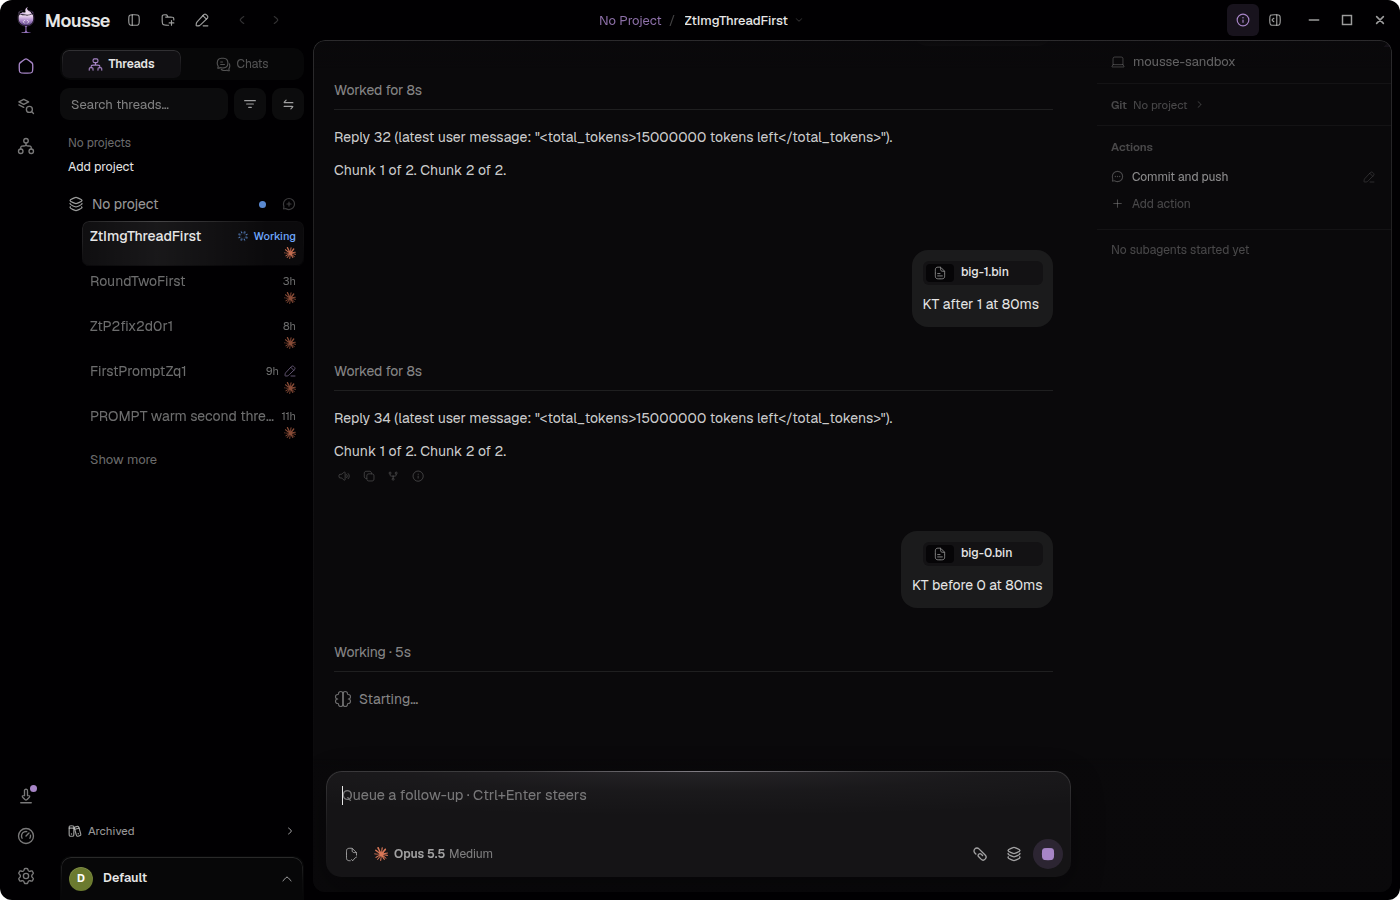 Mousse
No Project / ZtImgThreadFirst
Threads
Chats
Search threads...
No projects
Add project
No project
ZtImgThreadFirst
Working
RoundTwoFirst
3h
ZtP2fix2d0r1
8h
FirstPromptZq1
9h
PROMPT warm second thre...
11h
Show more
Archived
D
Default
Worked for 8s
Reply 32 (latest user message: "<total_tokens>15000000 tokens left</total_tokens>").
Chunk 1 of 2. Chunk 2 of 2.
big-1.bin
KT after 1 at 80ms
Worked for 8s
Reply 34 (latest user message: "<total_tokens>15000000 tokens left</total_tokens>").
Chunk 1 of 2. Chunk 2 of 2.
big-0.bin
KT before 0 at 80ms
Working · 5s
Starting...
Queue a follow-up · Ctrl+Enter steers
Opus 5.5 Medium
mousse-sandbox
Git No project
Actions
Commit and push
Add action
No subagents started yet